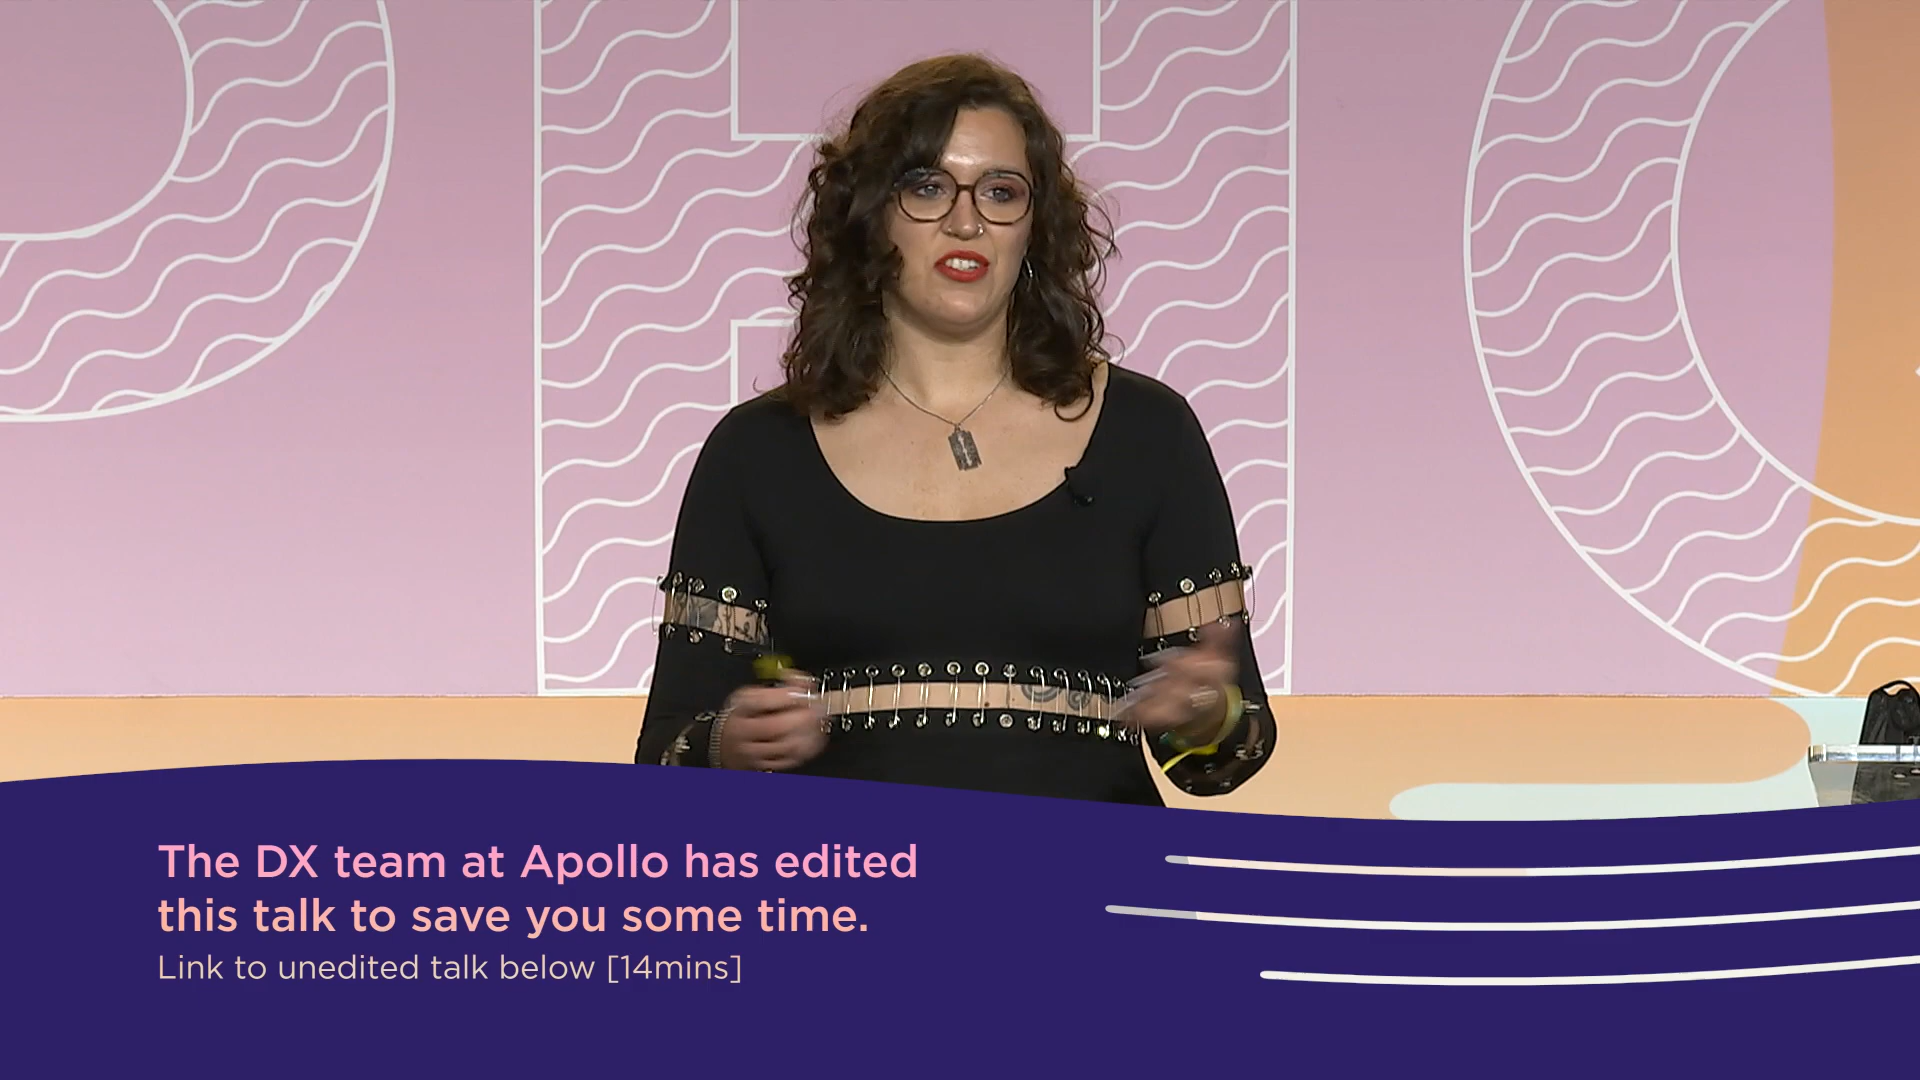 The DX team at Apollo has edited
this talk to save you some time.
Link to unedited talk below [14mins]